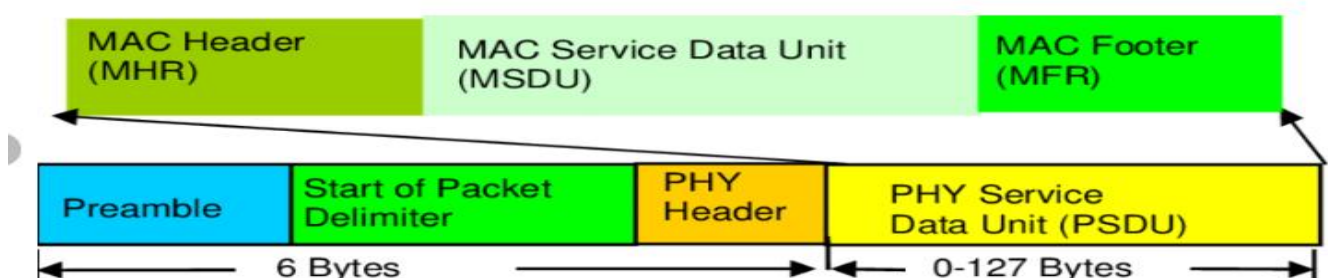 MAC Header
(MHR)
MAC Service Data Unit
(MSDU)
MAC Footer
(MFR)
Preamble
Start of Packet
Delimiter
PHY
Header
PHY Service
Data Unit (PSDU)
6 Bytes
0-127 Bytes